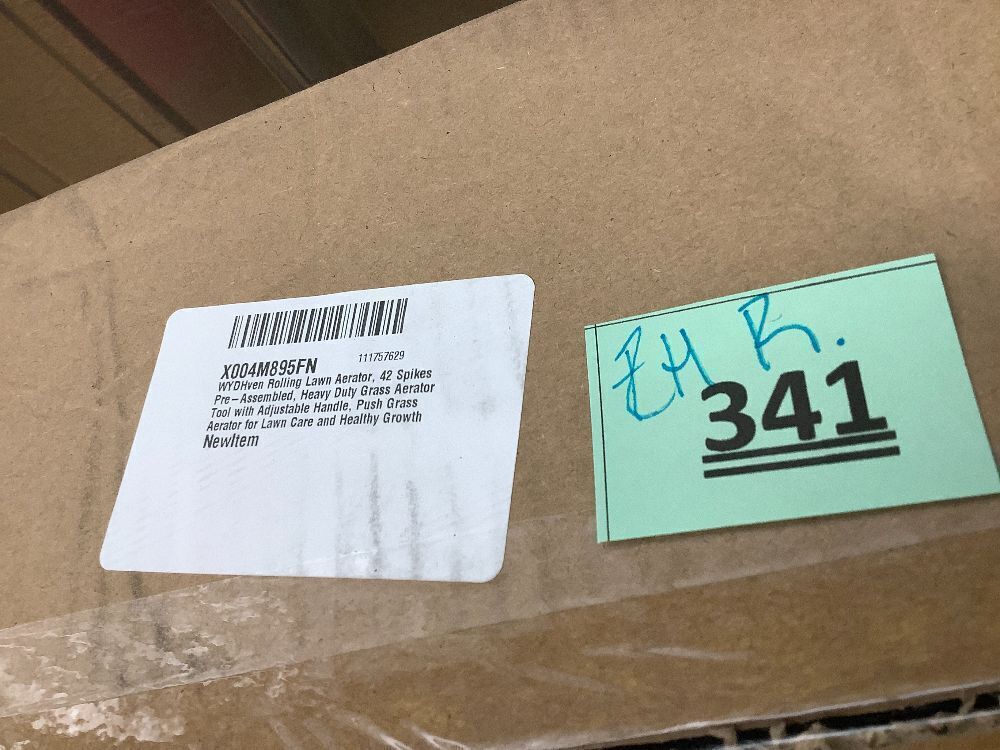 X004M895FN 111757629
WYDHven Rolling Lawn Aerator, 42 Spikes
Pre-Assembled, Heavy Duty Grass Aerator
Tool with Adjustable Handle, Push Grass
Aerator for Lawn Care and Healthy Growth
NewItem
EH R.
341